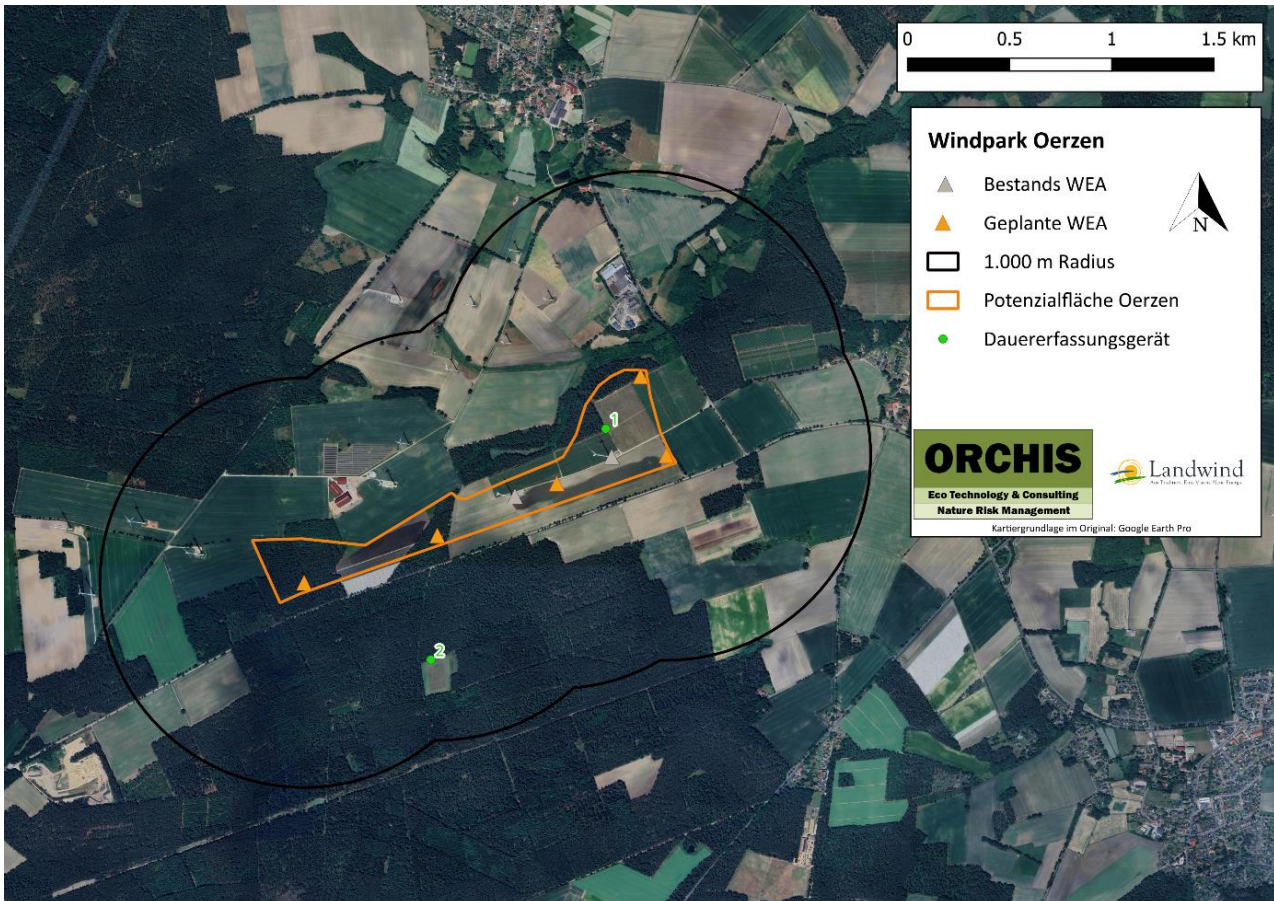 0 0.5 1 1.5 km
Windpark Oerzen
Bestands WEA
Geplante WEA
N
1.000 m Radius
Potenzialfläche Oerzen
Dauererfassungsgerät
1
2
ORCHIS
Eco Technology & Consulting
Nature Risk Management
Landwind
Kartiergrundlage im Original: Google Earth Pro